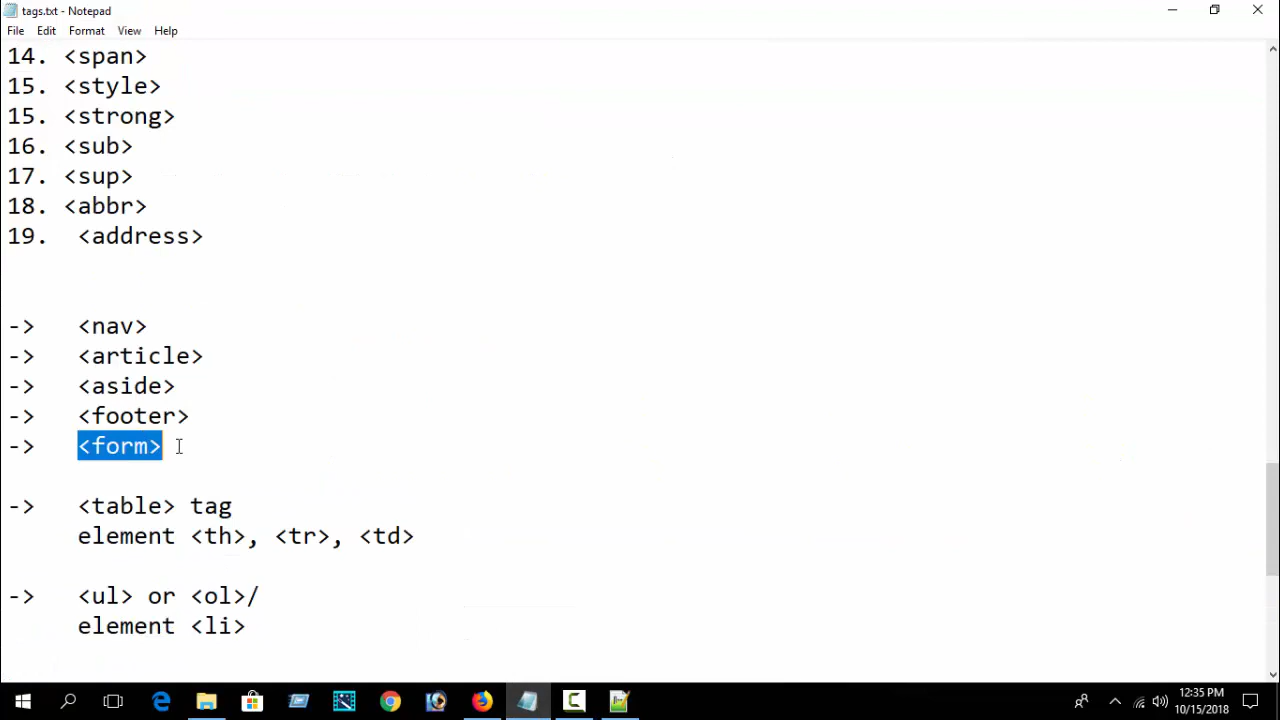 tags.txt - Notepad
File Edit Format View Help
14. <span>
15. <style>
15. <strong>
16. <sub>
17. <sup>
18. <abbr>
19. <address>
-> <nav>
-> <article>
-> <aside>
-> <footer>
-> <form>
-> <table> tag
element <th>, <tr>, <td>
-> <ul> or <ol>/
element <li>
12:35 PM
10/15/2018